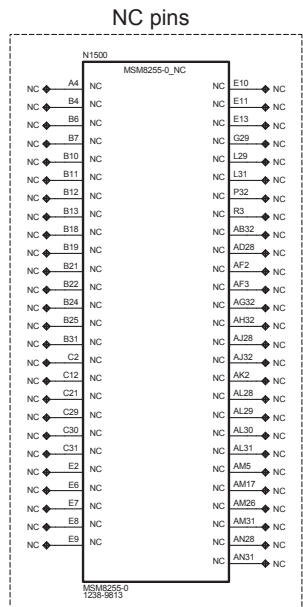 NC pins
N1500
MSM8255-0_NC
NC A4 NC NC E10 NC
NC B4 NC NC E11 NC
NC B6 NC NC E13 NC
NC B7 NC NC G29 NC
NC B10 NC NC L29 NC
NC B11 NC NC L31 NC
NC B12 NC NC P32 NC
NC B13 NC NC R3 NC
NC B18 NC NC AB32 NC
NC B19 NC NC AD28 NC
NC B21 NC NC AF2 NC
NC B22 NC NC AF3 NC
NC B24 NC NC AG32 NC
NC B25 NC NC AH32 NC
NC B31 NC NC AJ28 NC
NC C2 NC NC AJ32 NC
NC C12 NC NC AK2 NC
NC C21 NC NC AL28 NC
NC C29 NC NC AL29 NC
NC C30 NC NC AL30 NC
NC C31 NC NC AL31 NC
NC E2 NC NC AM5 NC
NC E6 NC NC AM17 NC
NC E7 NC NC AM26 NC
NC E8 NC NC AM31 NC
NC E9 NC NC AN28 NC
NC AN31 NC
MSM8255-0
1238-9813